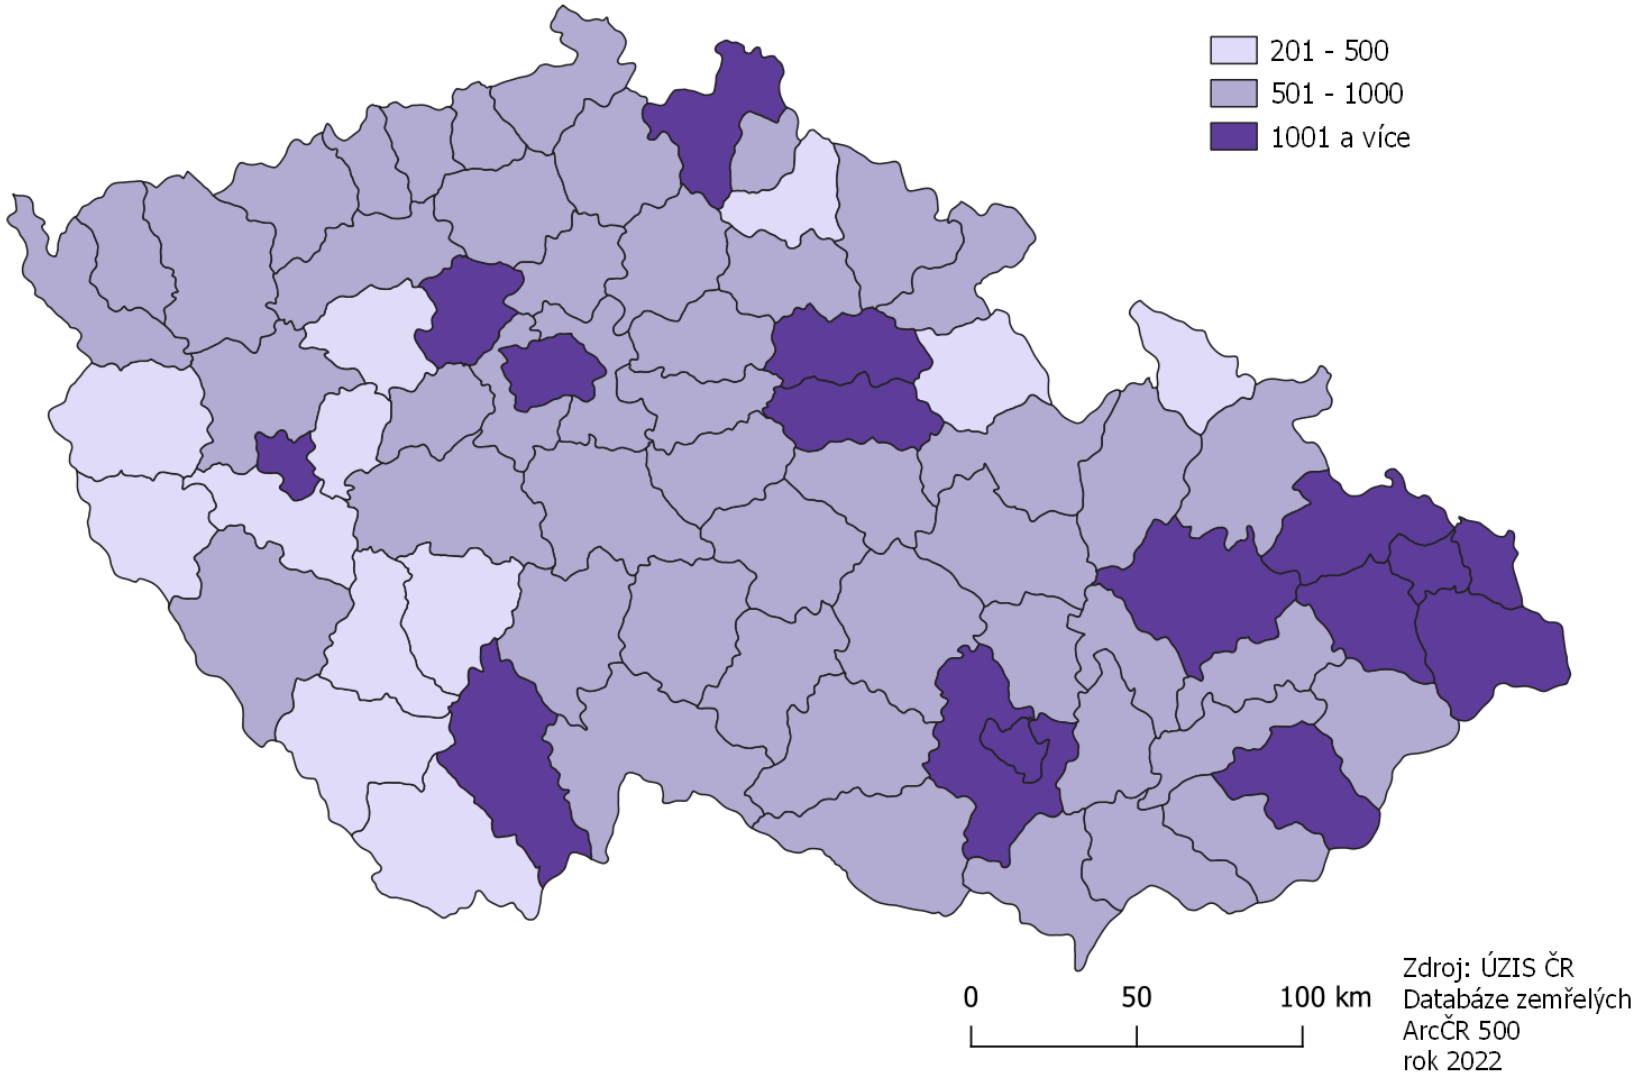 201 - 500
501 - 1000
1001 a více
0 50 100 km
Zdroj: ÚZIS ČR
Databáze zemřelých
ArcČR 500
rok 2022